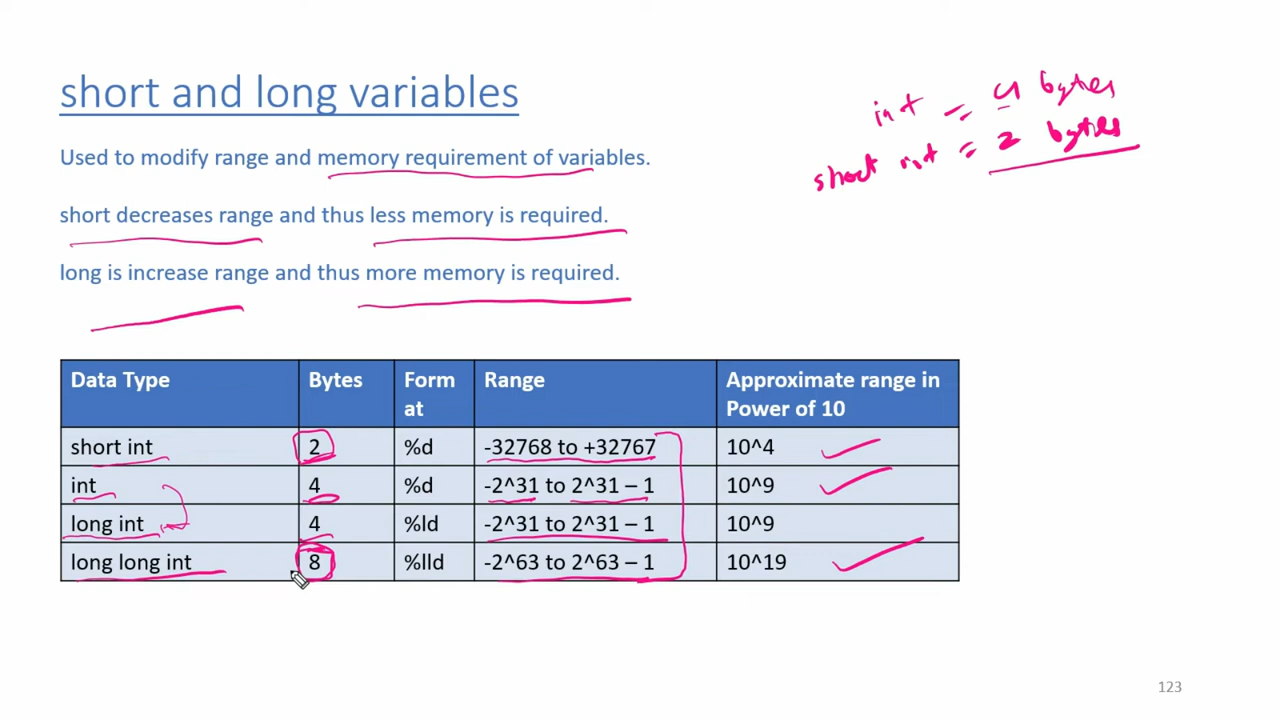 short and long variables
int = 4 bytes
short int = 2 bytes
Used to modify range and memory requirement of variables.
short decreases range and thus less memory is required.
long is increase range and thus more memory is required.
Data Type Bytes Form at Range Approximate range in Power of 10
short int 2 %d -32768 to +32767 10^4
int 4 %d -2^31 to 2^31 – 1 10^9
long int 4 %ld -2^31 to 2^31 – 1 10^9
long long int 8 %lld -2^63 to 2^63 – 1 10^19
123